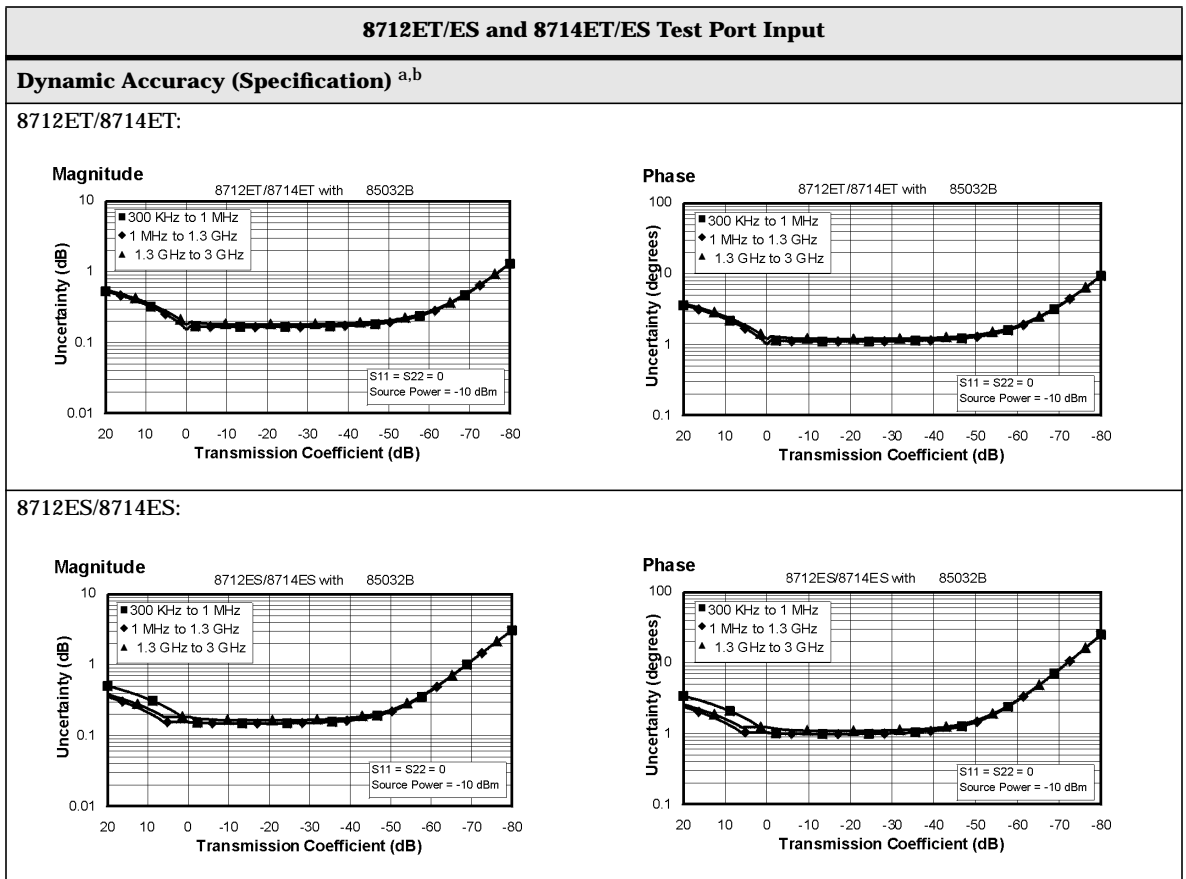 8712ET/ES and 8714ET/ES Test Port Input
Dynamic Accuracy (Specification) a,b
8712ET/8714ET:
Magnitude
8712ET/8714ET with 85032B
10
1
0.1
0.01
Uncertainty (dB)
300 KHz to 1 MHz
1 MHz to 1.3 GHz
1.3 GHz to 3 GHz
S11 = S22 = 0
Source Power = -10 dBm
20 10 0 -10 -20 -30 -40 -50 -60 -70 -80
Transmission Coefficient (dB)
Phase
8712ET/8714ET with 85032B
100
10
1
0.1
Uncertainty (degrees)
300 KHz to 1 MHz
1 MHz to 1.3 GHz
1.3 GHz to 3 GHz
S11 = S22 = 0
Source Power = -10 dBm
20 10 0 -10 -20 -30 -40 -50 -60 -70 -80
Transmission Coefficient (dB)
8712ES/8714ES:
Magnitude
8712ES/8714ES with 85032B
10
1
0.1
0.01
Uncertainty (dB)
300 KHz to 1 MHz
1 MHz to 1.3 GHz
1.3 GHz to 3 GHz
S11 = S22 = 0
Source Power = -10 dBm
20 10 0 -10 -20 -30 -40 -50 -60 -70 -80
Transmission Coefficient (dB)
Phase
8712ES/8714ES with 85032B
100
10
1
0.1
Uncertainty (degrees)
300 KHz to 1 MHz
1 MHz to 1.3 GHz
1.3 GHz to 3 GHz
S11 = S22 = 0
Source Power = -10 dBm
20 10 0 -10 -20 -30 -40 -50 -60 -70 -80
Transmission Coefficient (dB)